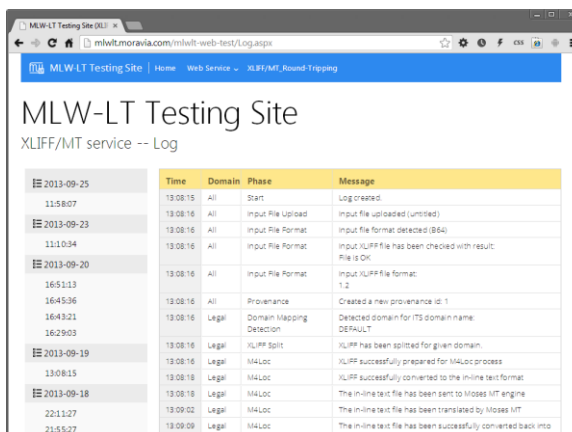 MLW-LT Testing Site (XLI
mlwlt.moravia.com/mlwlt-web-test/Log.aspx
CSS
MLW-LT Testing Site | Home Web Service XLIFF/MT_Round-Tripping
MLW-LT Testing Site
XLIFF/MT service -- Log
2013-09-25
11:58:07
2013-09-23
11:10:34
2013-09-20
16:51:13
16:45:36
16:43:21
16:29:03
2013-09-19
13:08:15
2013-09-18
22:11:27
21:55:27
Time Domain Phase Message
13:08:15 All Start Log created.
13:08:16 All Input File Upload Input file uploaded (untitled)
13:08:16 All Input File Format Input file format detected (B64)
13:08:16 All Input File Format Input XLIFF file has been checked with result:
File is OK
13:08:16 All Input File Format Input XLIFF file format:
1.2
13:08:16 All Provenance Created a new provenance id: 1
13:08:16 Legal Domain Mapping Detected domain for ITS domain name:
Detection DEFAULT
13:08:16 Legal XLIFF Split XLIFF has been splitted for given domain.
13:08:16 Legal M4Loc XLIFF successfully prepared for M4Loc process
13:08:18 Legal M4Loc XLIFF successfully converted to the in-line text format
13:08:18 Legal M4Loc The in-line text file has been sent to Moses MT engine
13:09:02 Legal M4Loc The in-line text file has been translated by Moses MT
13:09:09 Legal M4Loc The in-line text file has been successfully converted back into